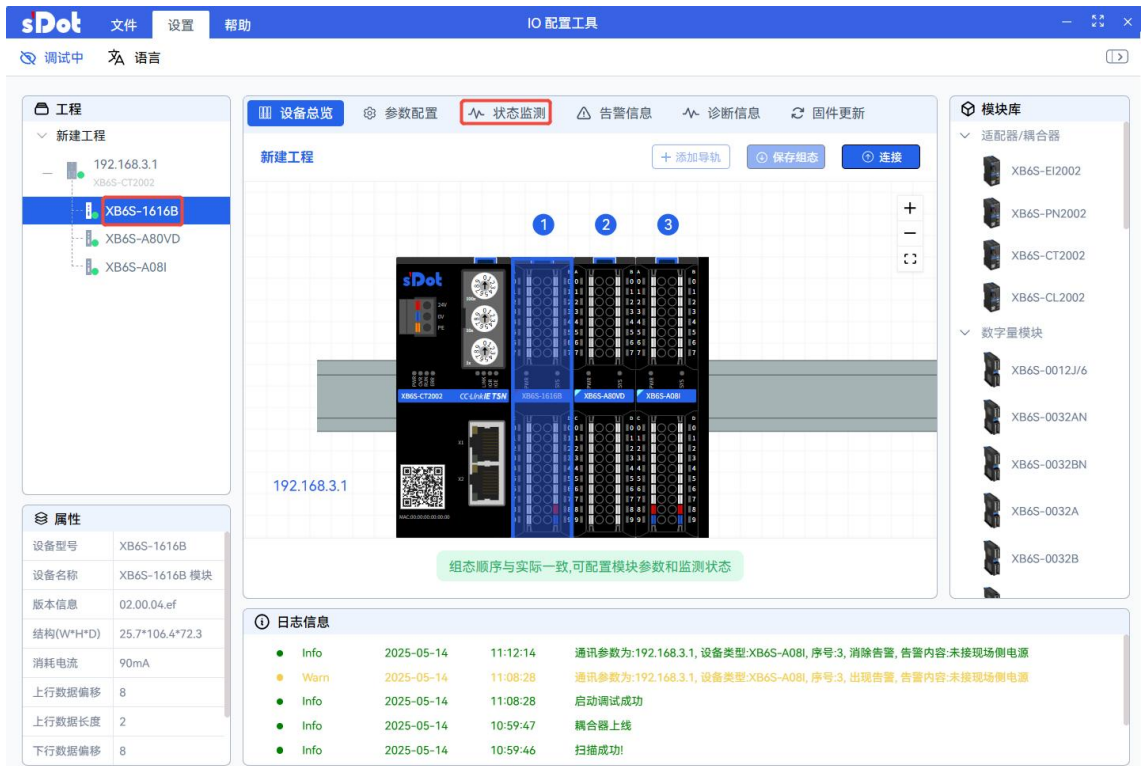 sDot 文件 设置 帮助 IO 配置工具
调试中 语言
工程
新建工程
192.168.3.1
XB6S-CT2002
XB6S-1616B
XB6S-A80VD
XB6S-A08I
属性
设备型号 XB6S-1616B
设备名称 XB6S-1616B 模块
版本信息 02.00.04.ef
结构(W*H*D) 25.7*106.4*72.3
消耗电流 90mA
上行数据偏移 8
上行数据长度 2
下行数据偏移 8
设备总览 参数配置 状态监测 告警信息 诊断信息 固件更新
新建工程 + 添加导轨 保存组态 连接
1 2 3
sDot
24V
0V
PE
XB6S-CT2002 CC-Link IE TSN XB6S-1616B XB6S-A80VD XB6S-A08I
X1
X2
MAC:00:00:00:00:00:00
192.168.3.1
组态顺序与实际一致,可配置模块参数和监测状态
日志信息
Info 2025-05-14 11:12:14 通讯参数为:192.168.3.1, 设备类型:XB6S-A08I, 序号:3, 消除告警, 告警内容:未接现场侧电源
Warn 2025-05-14 11:08:28 通讯参数为:192.168.3.1, 设备类型:XB6S-A08I, 序号:3, 出现告警, 告警内容:未接现场侧电源
Info 2025-05-14 11:08:28 启动调试成功
Info 2025-05-14 10:59:47 耦合器上线
Info 2025-05-14 10:59:46 扫描成功!
模块库
适配器/耦合器
XB6S-EI2002
XB6S-PN2002
XB6S-CT2002
XB6S-CL2002
数字量模块
XB6S-0012J/6
XB6S-0032AN
XB6S-0032BN
XB6S-0032A
XB6S-0032B